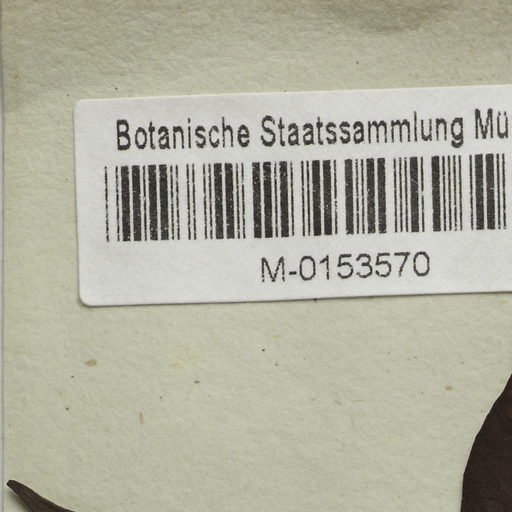 Botanische Staatssammlung Mü
M-0153570